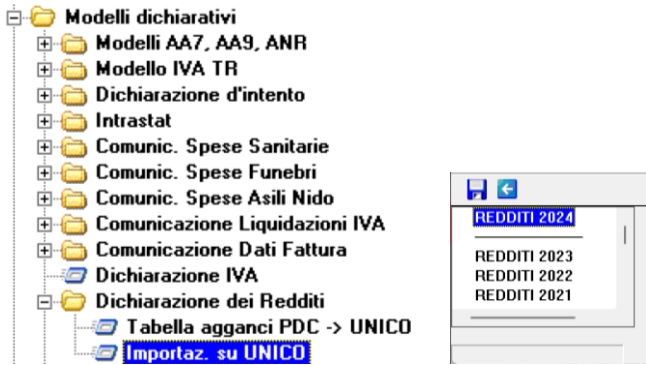 Modelli dichiarativi
Modelli AA7, AA9, ANR
Modello IVA TR
Dichiarazione d'intento
Intrastat
Comunic. Spese Sanitarie
Comunic. Spese Funebri
Comunic. Spese Asili Nido
Comunicazione Liquidazioni IVA
Comunicazione Dati Fattura
Dichiarazione IVA
Dichiarazione dei Redditi
Tabella agganci PDC -> UNICO
Importaz. su UNICO
REDDITI 2024
REDDITI 2023
REDDITI 2022
REDDITI 2021